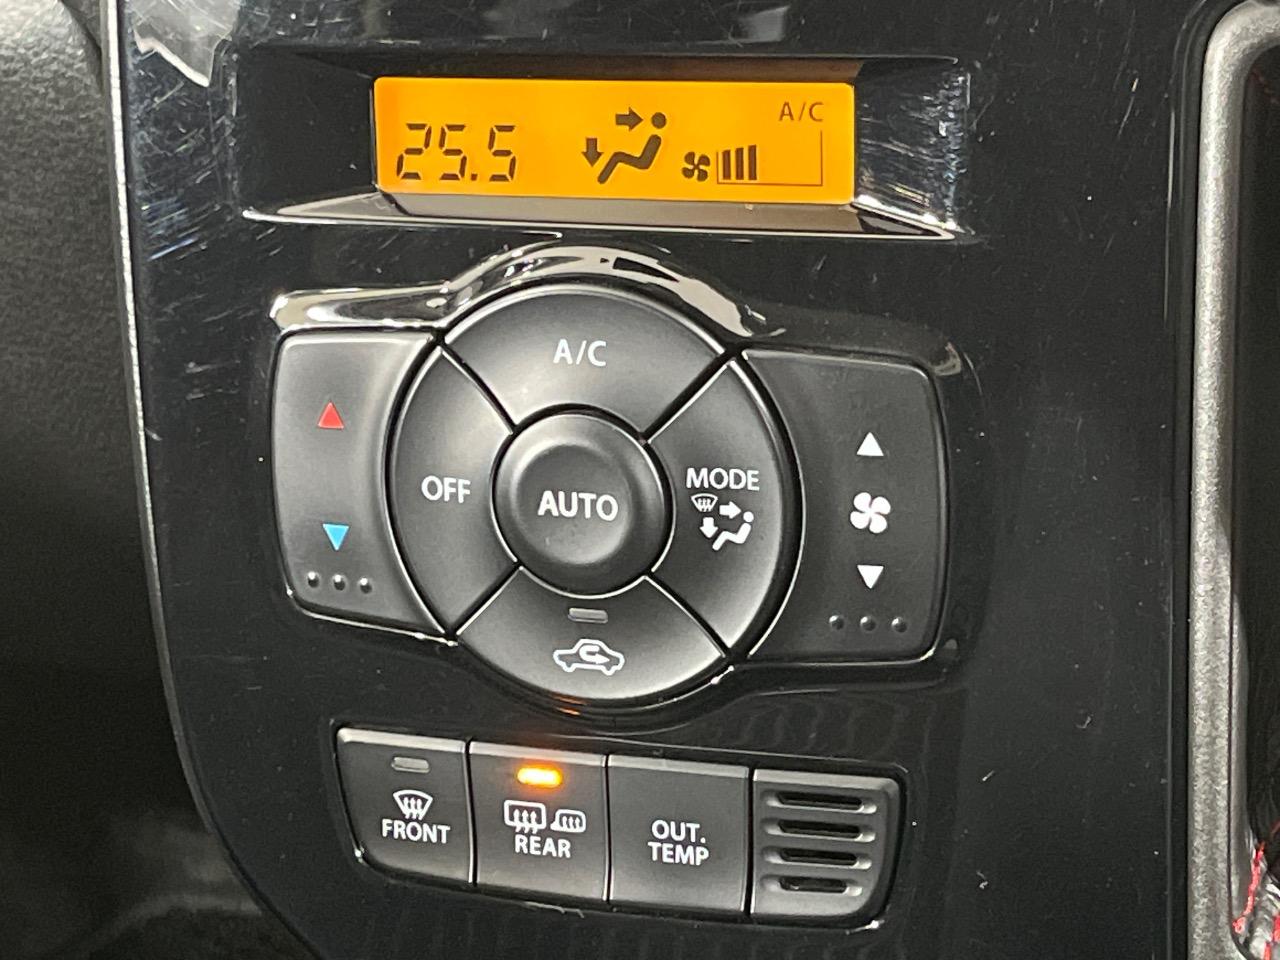 A/C
25.5
A/C
OFF
AUTO
MODE
FRONT
REAR
OUT.
TEMP